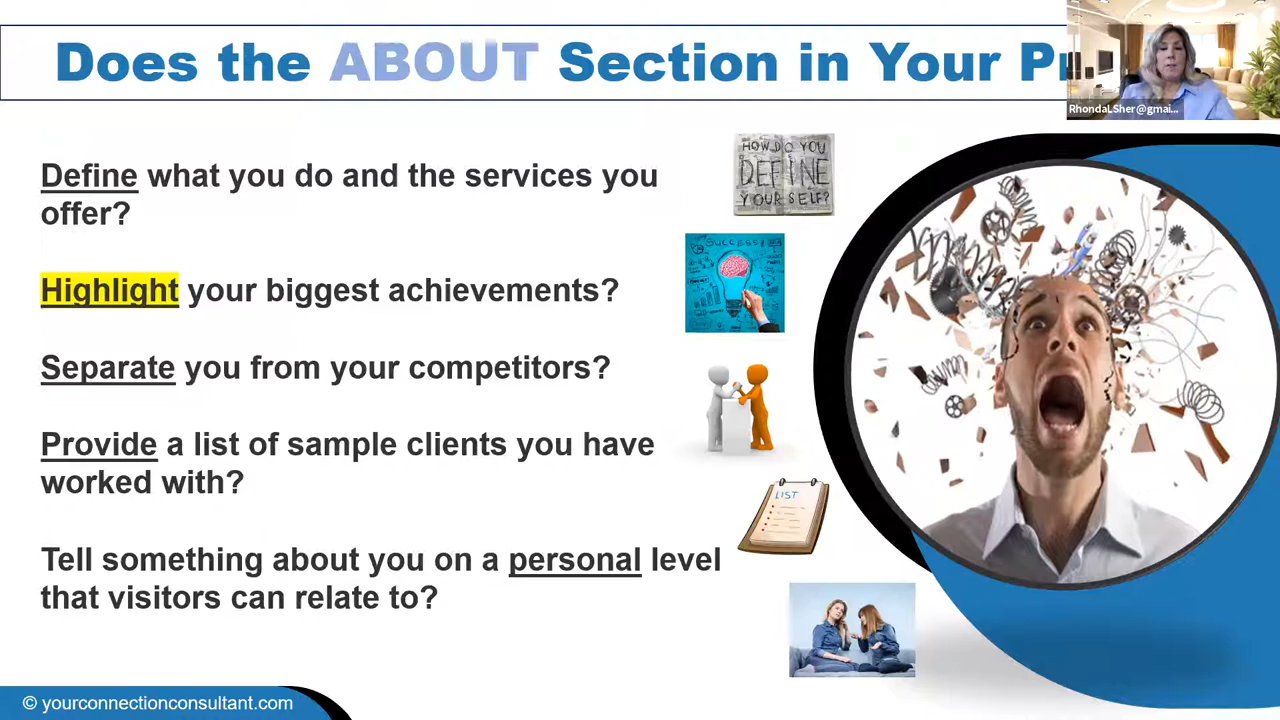 Does the ABOUT Section in Your Pr
RhondaLSher@gmai...
Define what you do and the services you
offer?
HOW DO YOU
DEFINE
YOURSELF?
SUCCESS
Highlight your biggest achievements?
Separate you from your competitors?
Provide a list of sample clients you have
worked with?
LIST
Tell something about you on a personal level
that visitors can relate to?
© yourconnectionconsultant.com